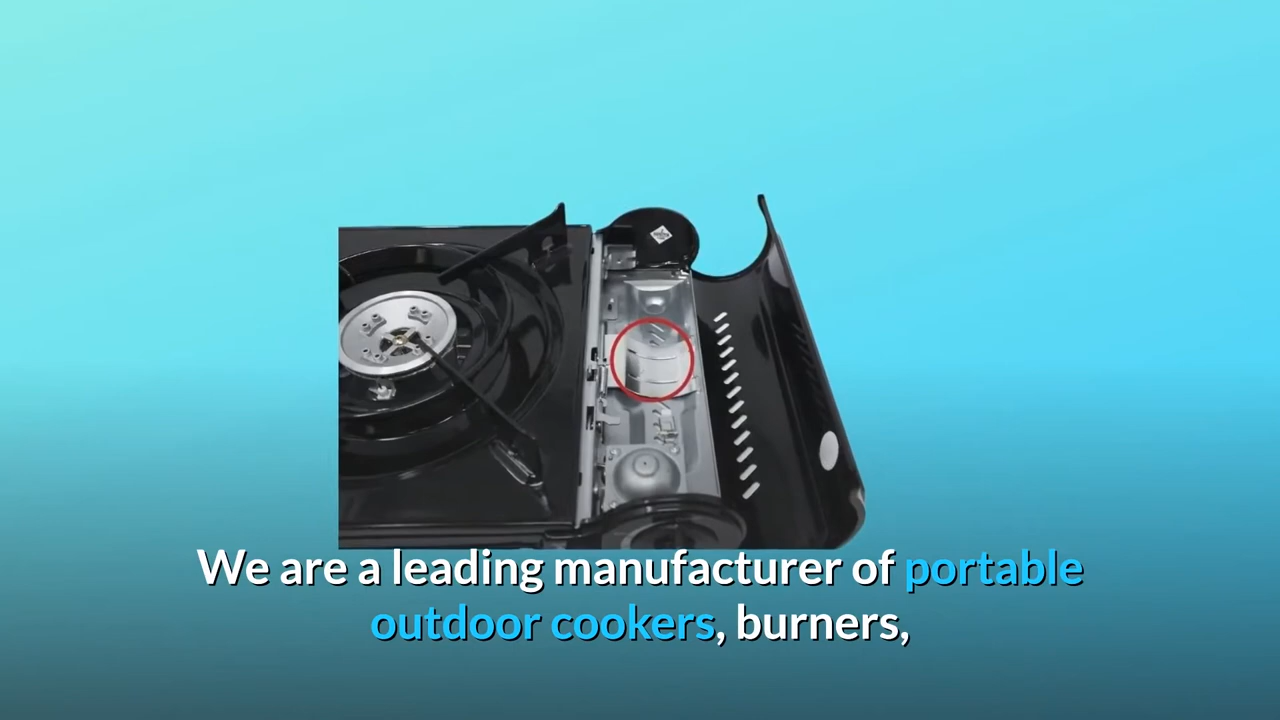 We are a leading manufacturer of portable
outdoor cookers, burners,